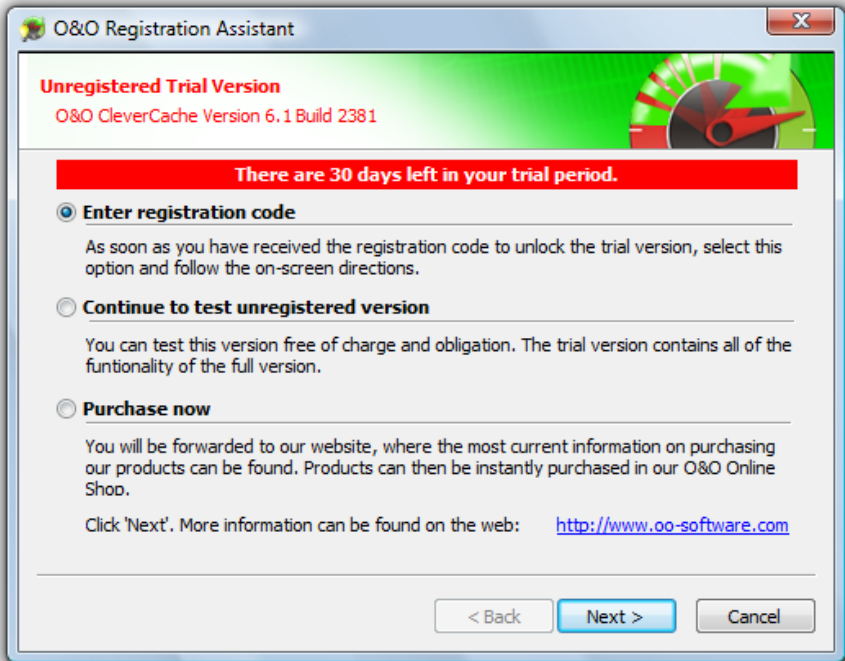 O&O Registration Assistant
Unregistered Trial Version
O&O CleverCache Version 6.1 Build 2381
There are 30 days left in your trial period.
Enter registration code
As soon as you have received the registration code to unlock the trial version, select this
option and follow the on-screen directions.
Continue to test unregistered version
You can test this version free of charge and obligation. The trial version contains all of the
funtionality of the full version.
Purchase now
You will be forwarded to our website, where the most current information on purchasing
our products can be found. Products can then be instantly purchased in our O&O Online
Shop.
Click 'Next'. More information can be found on the web: http://www.oo-software.com
< Back Next > Cancel